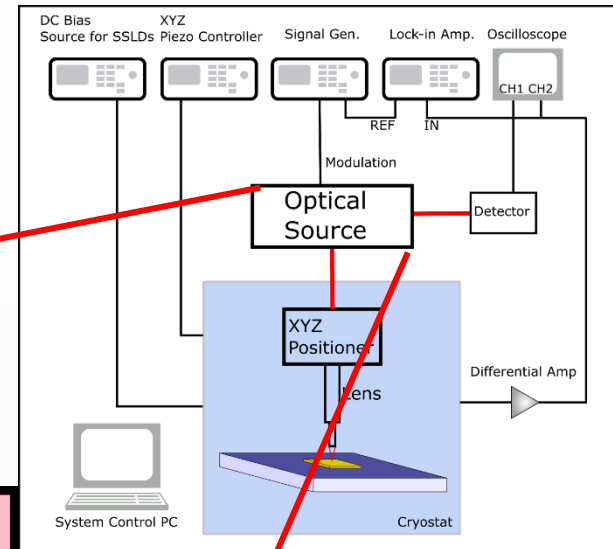 DC Bias
Source for SSLDs
XYZ
Piezo Controller
Signal Gen.
Lock-in Amp.
Oscilloscope
CH1 CH2
REF
IN
Modulation
Optical
Source
Detector
XYZ
Positioner
Lens
Differential Amp
System Control PC
Cryostat